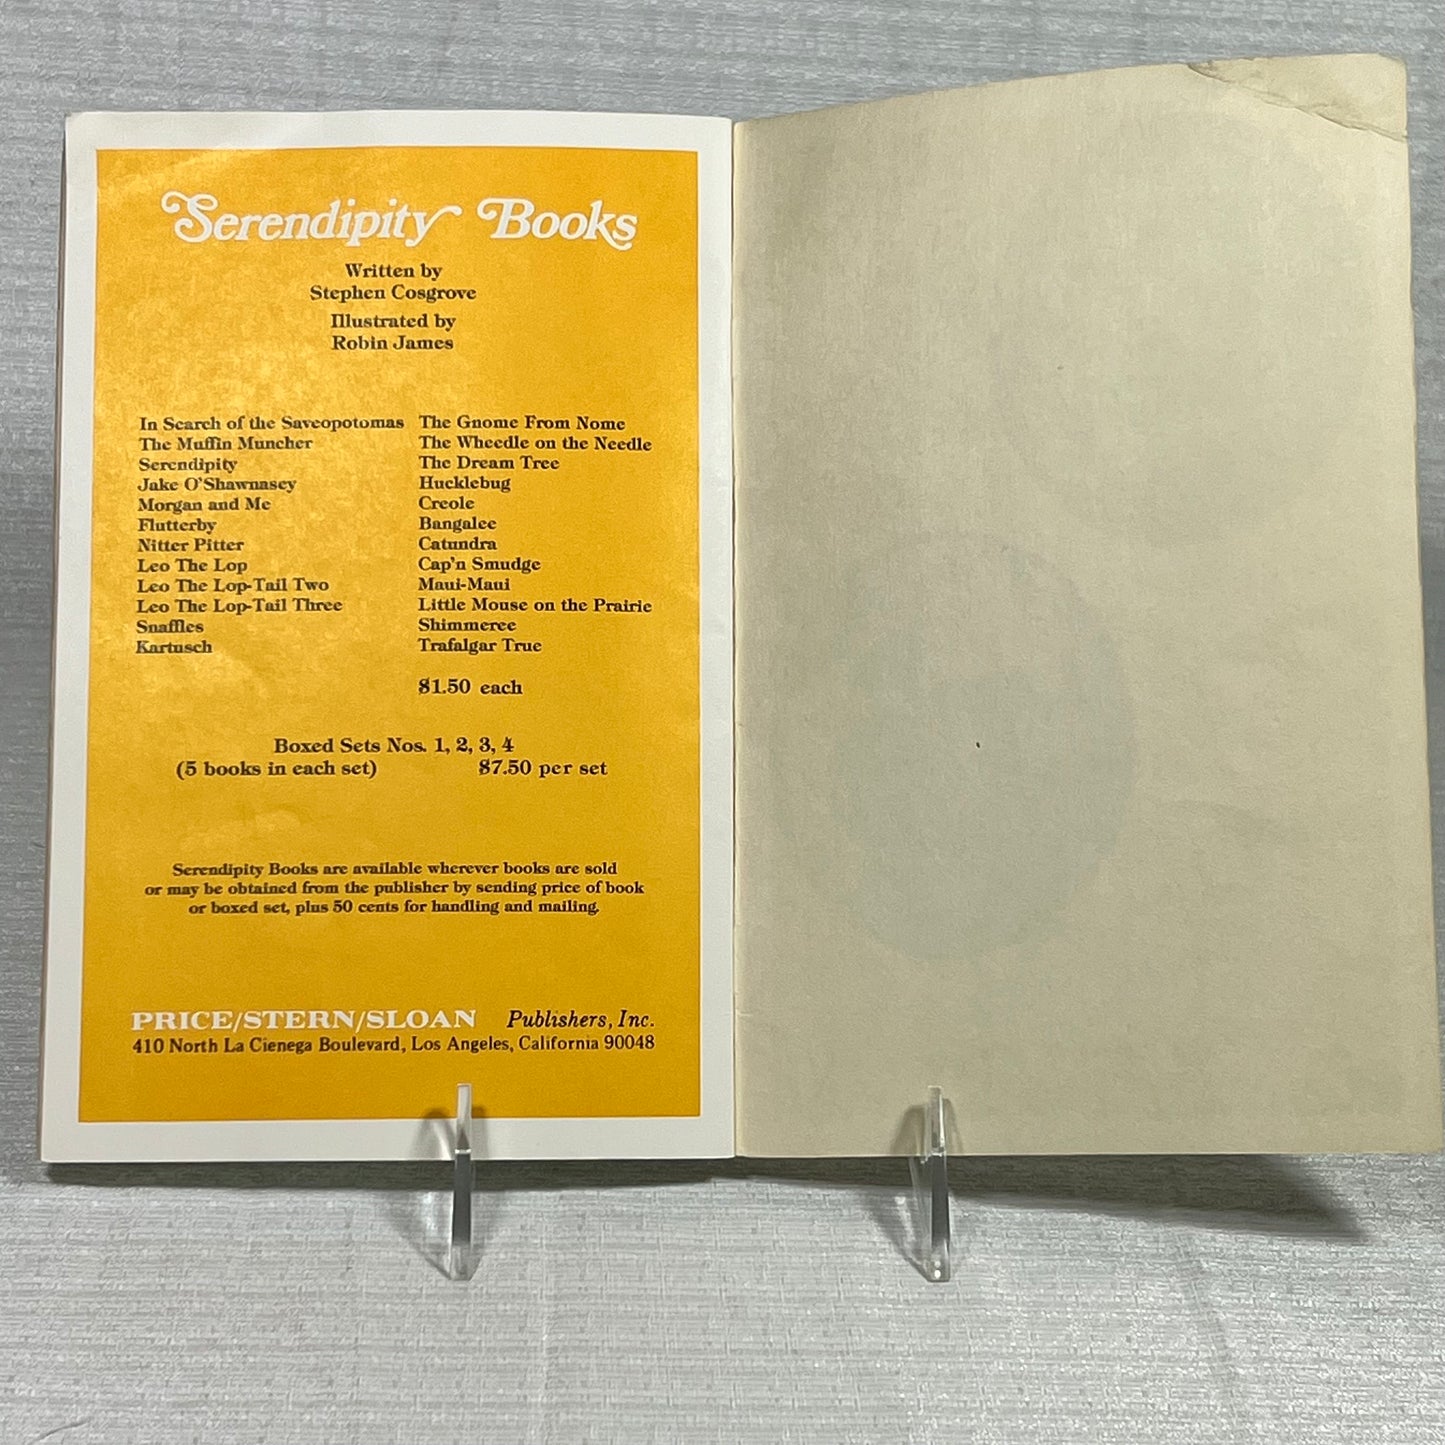 Serendipity Books
Written by
Stephen Cosgrove
Illustrated by
Robin James
In Search of the Saveopotomas
The Muffin Muncher
Serendipity
Jake O'Shawnasey
Morgan and Me
Flutterby
Nitter Pitter
Leo The Lop
Leo The Lop-Tail Two
Leo The Lop-Tail Three
Snaffles
Kartusch
The Gnome From Nome
The Wheedle on the Needle
The Dream Tree
Hucklebug
Creole
Bangalee
Catundra
Cap'n Smudge
Maui-Maui
Little Mouse on the Prairie
Shimmeree
Trafalgar True
$1.50 each
Boxed Sets Nos. 1, 2, 3, 4
(5 books in each set) $7.50 per set
Serendipity Books are available wherever books are sold
or may be obtained from the publisher by sending price of book
or boxed set, plus 50 cents for handling and mailing.
PRICE/STERN/SLOAN Publishers, Inc.
410 North La Cienega Boulevard, Los Angeles, California 90048